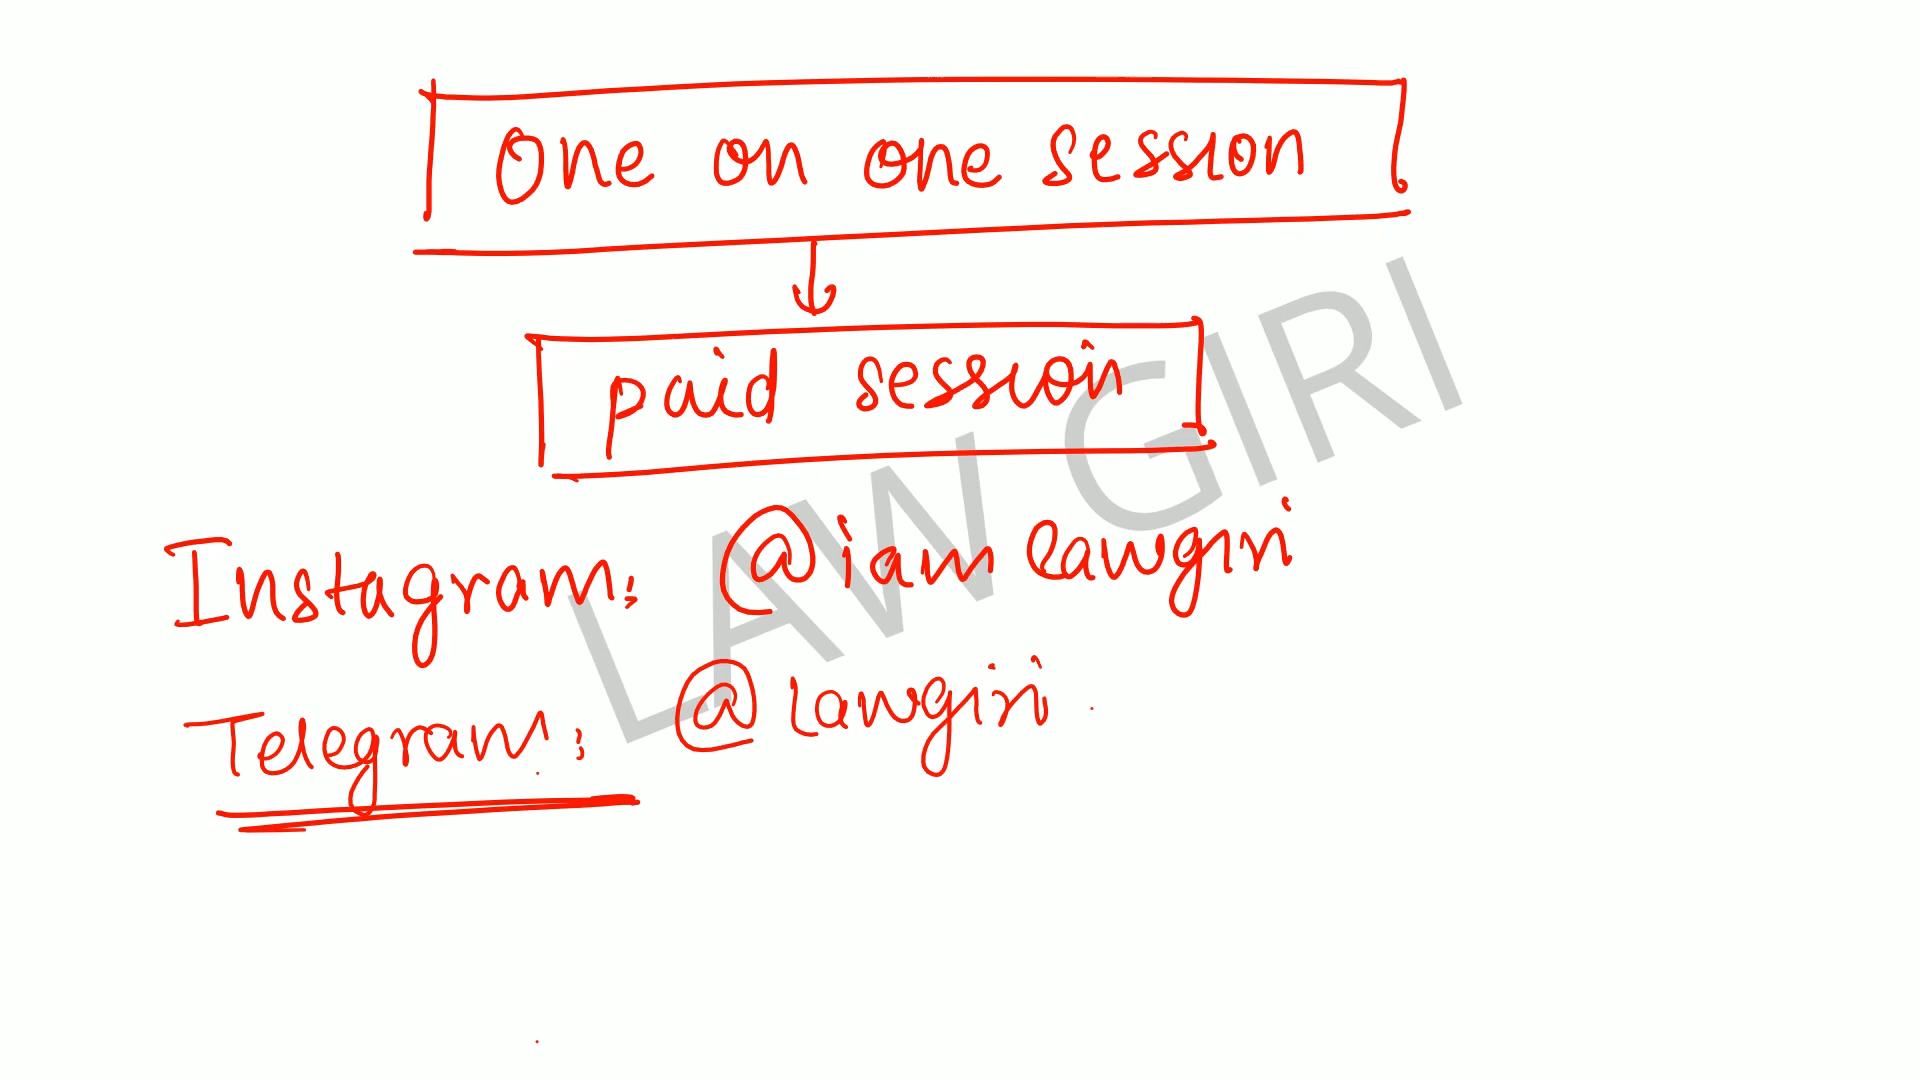 One on one session
paid session
Instagram: @iam lawgiri
Telegram: @lawgiri
LAW GIRI